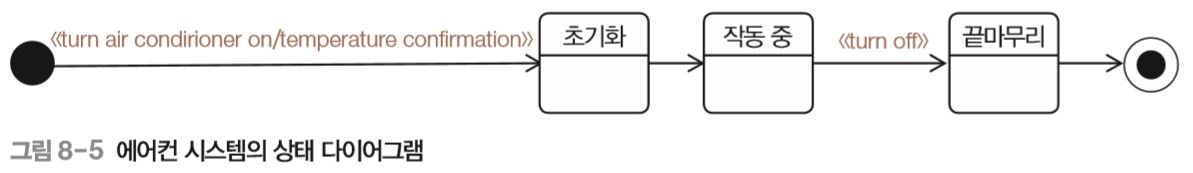 《turn air condirioner on/temperature confirmation》 초기화 작동 중 《turn off》 끝마무리
그림 8-5 에어컨 시스템의 상태 다이어그램